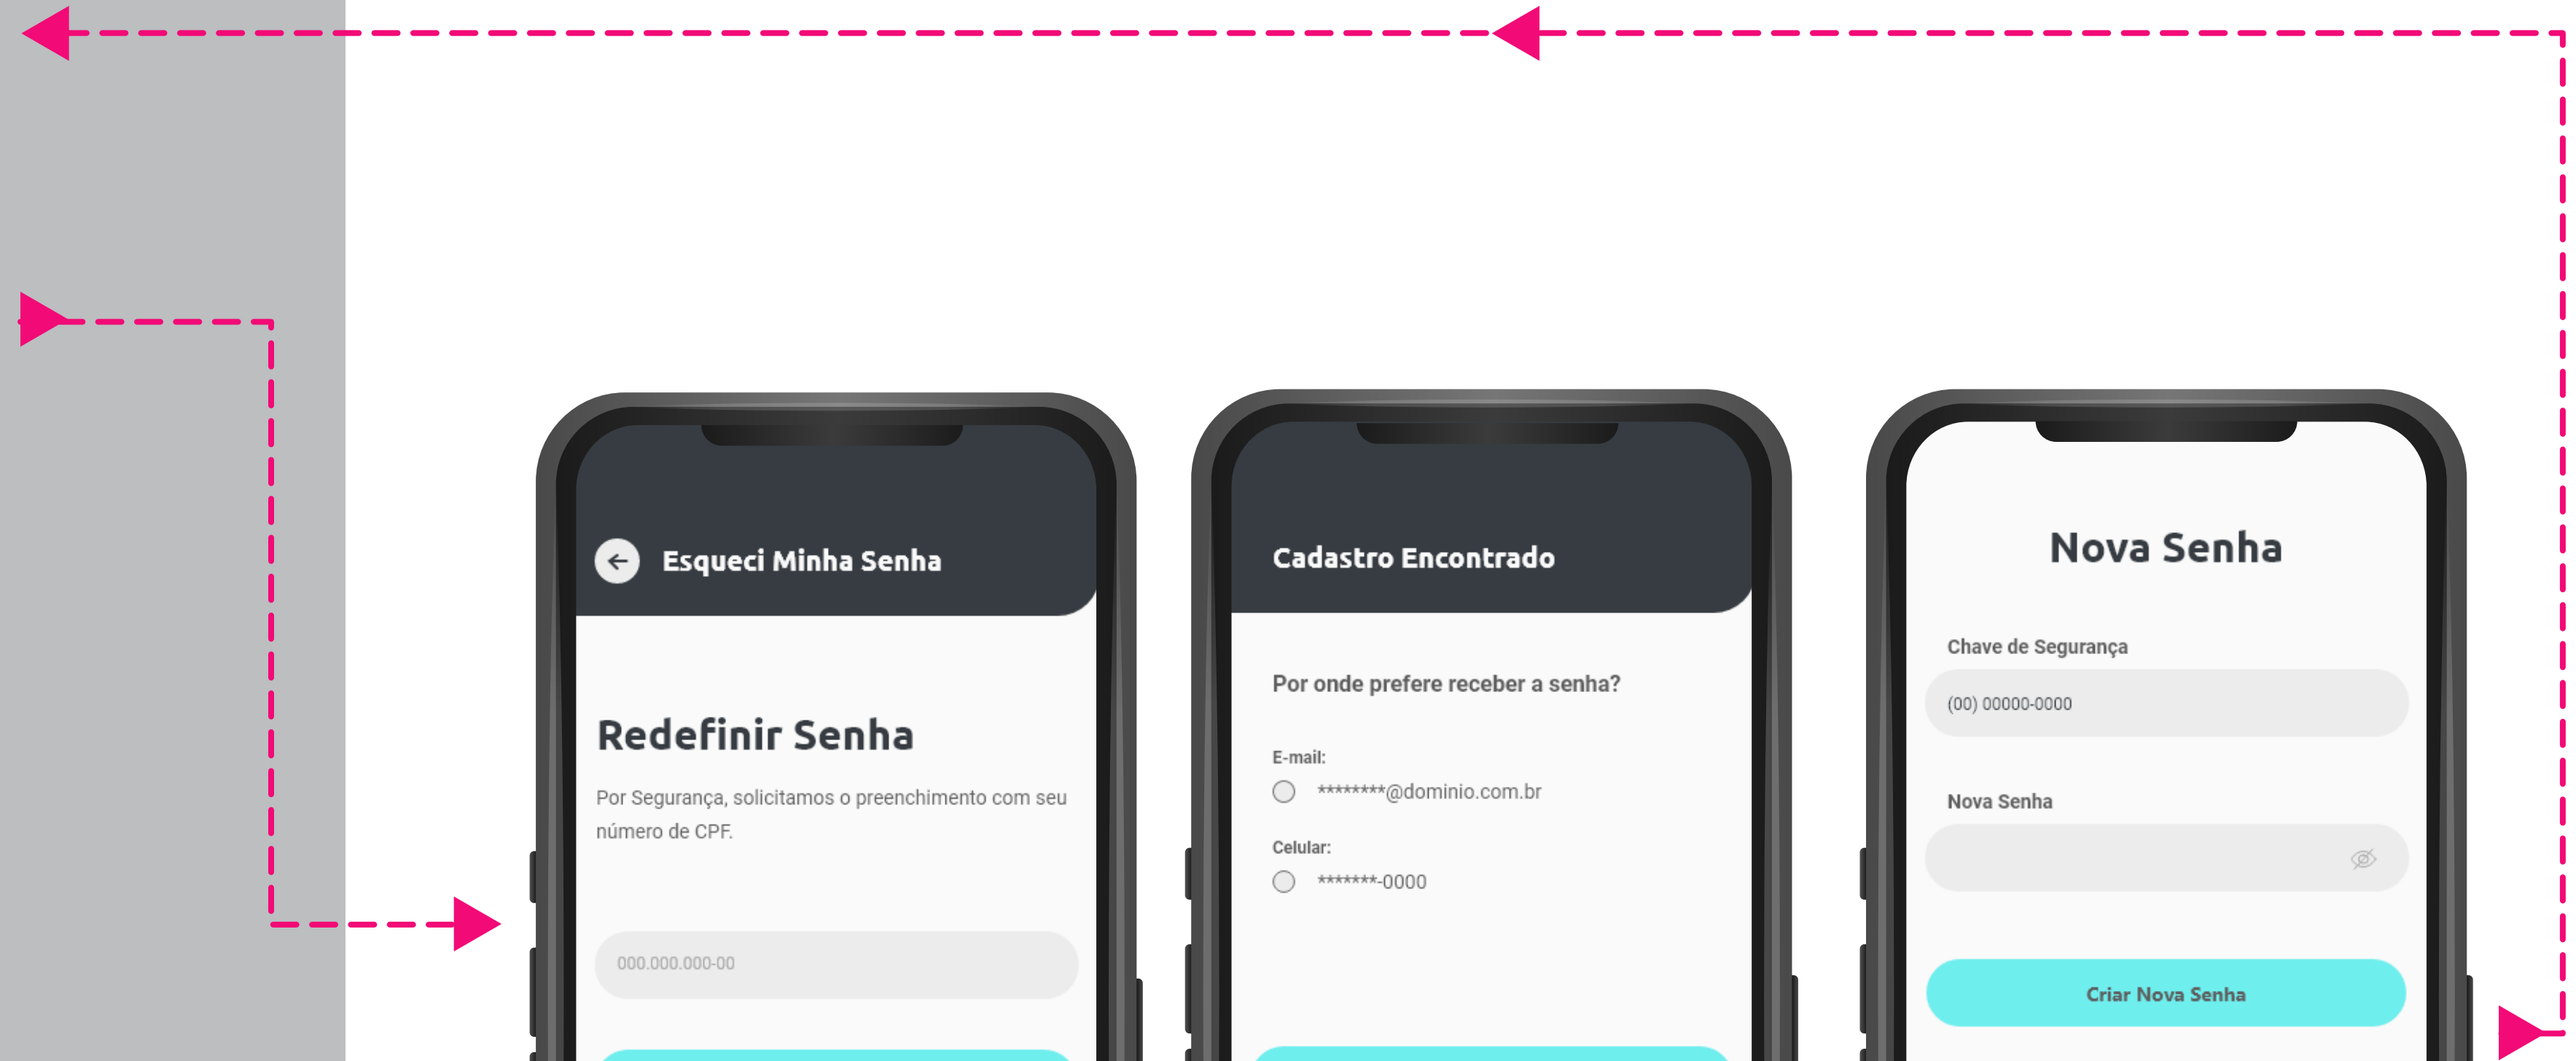 Esqueci Minha Senha
Redefinir Senha
Por Segurança, solicitamos o preenchimento com seu
número de CPF.
000.000.000-00
Cadastro Encontrado
Por onde prefere receber a senha?
E-mail:
********@dominio.com.br
Celular:
*******-0000
Nova Senha
Chave de Segurança
(00) 00000-0000
Nova Senha
Criar Nova Senha